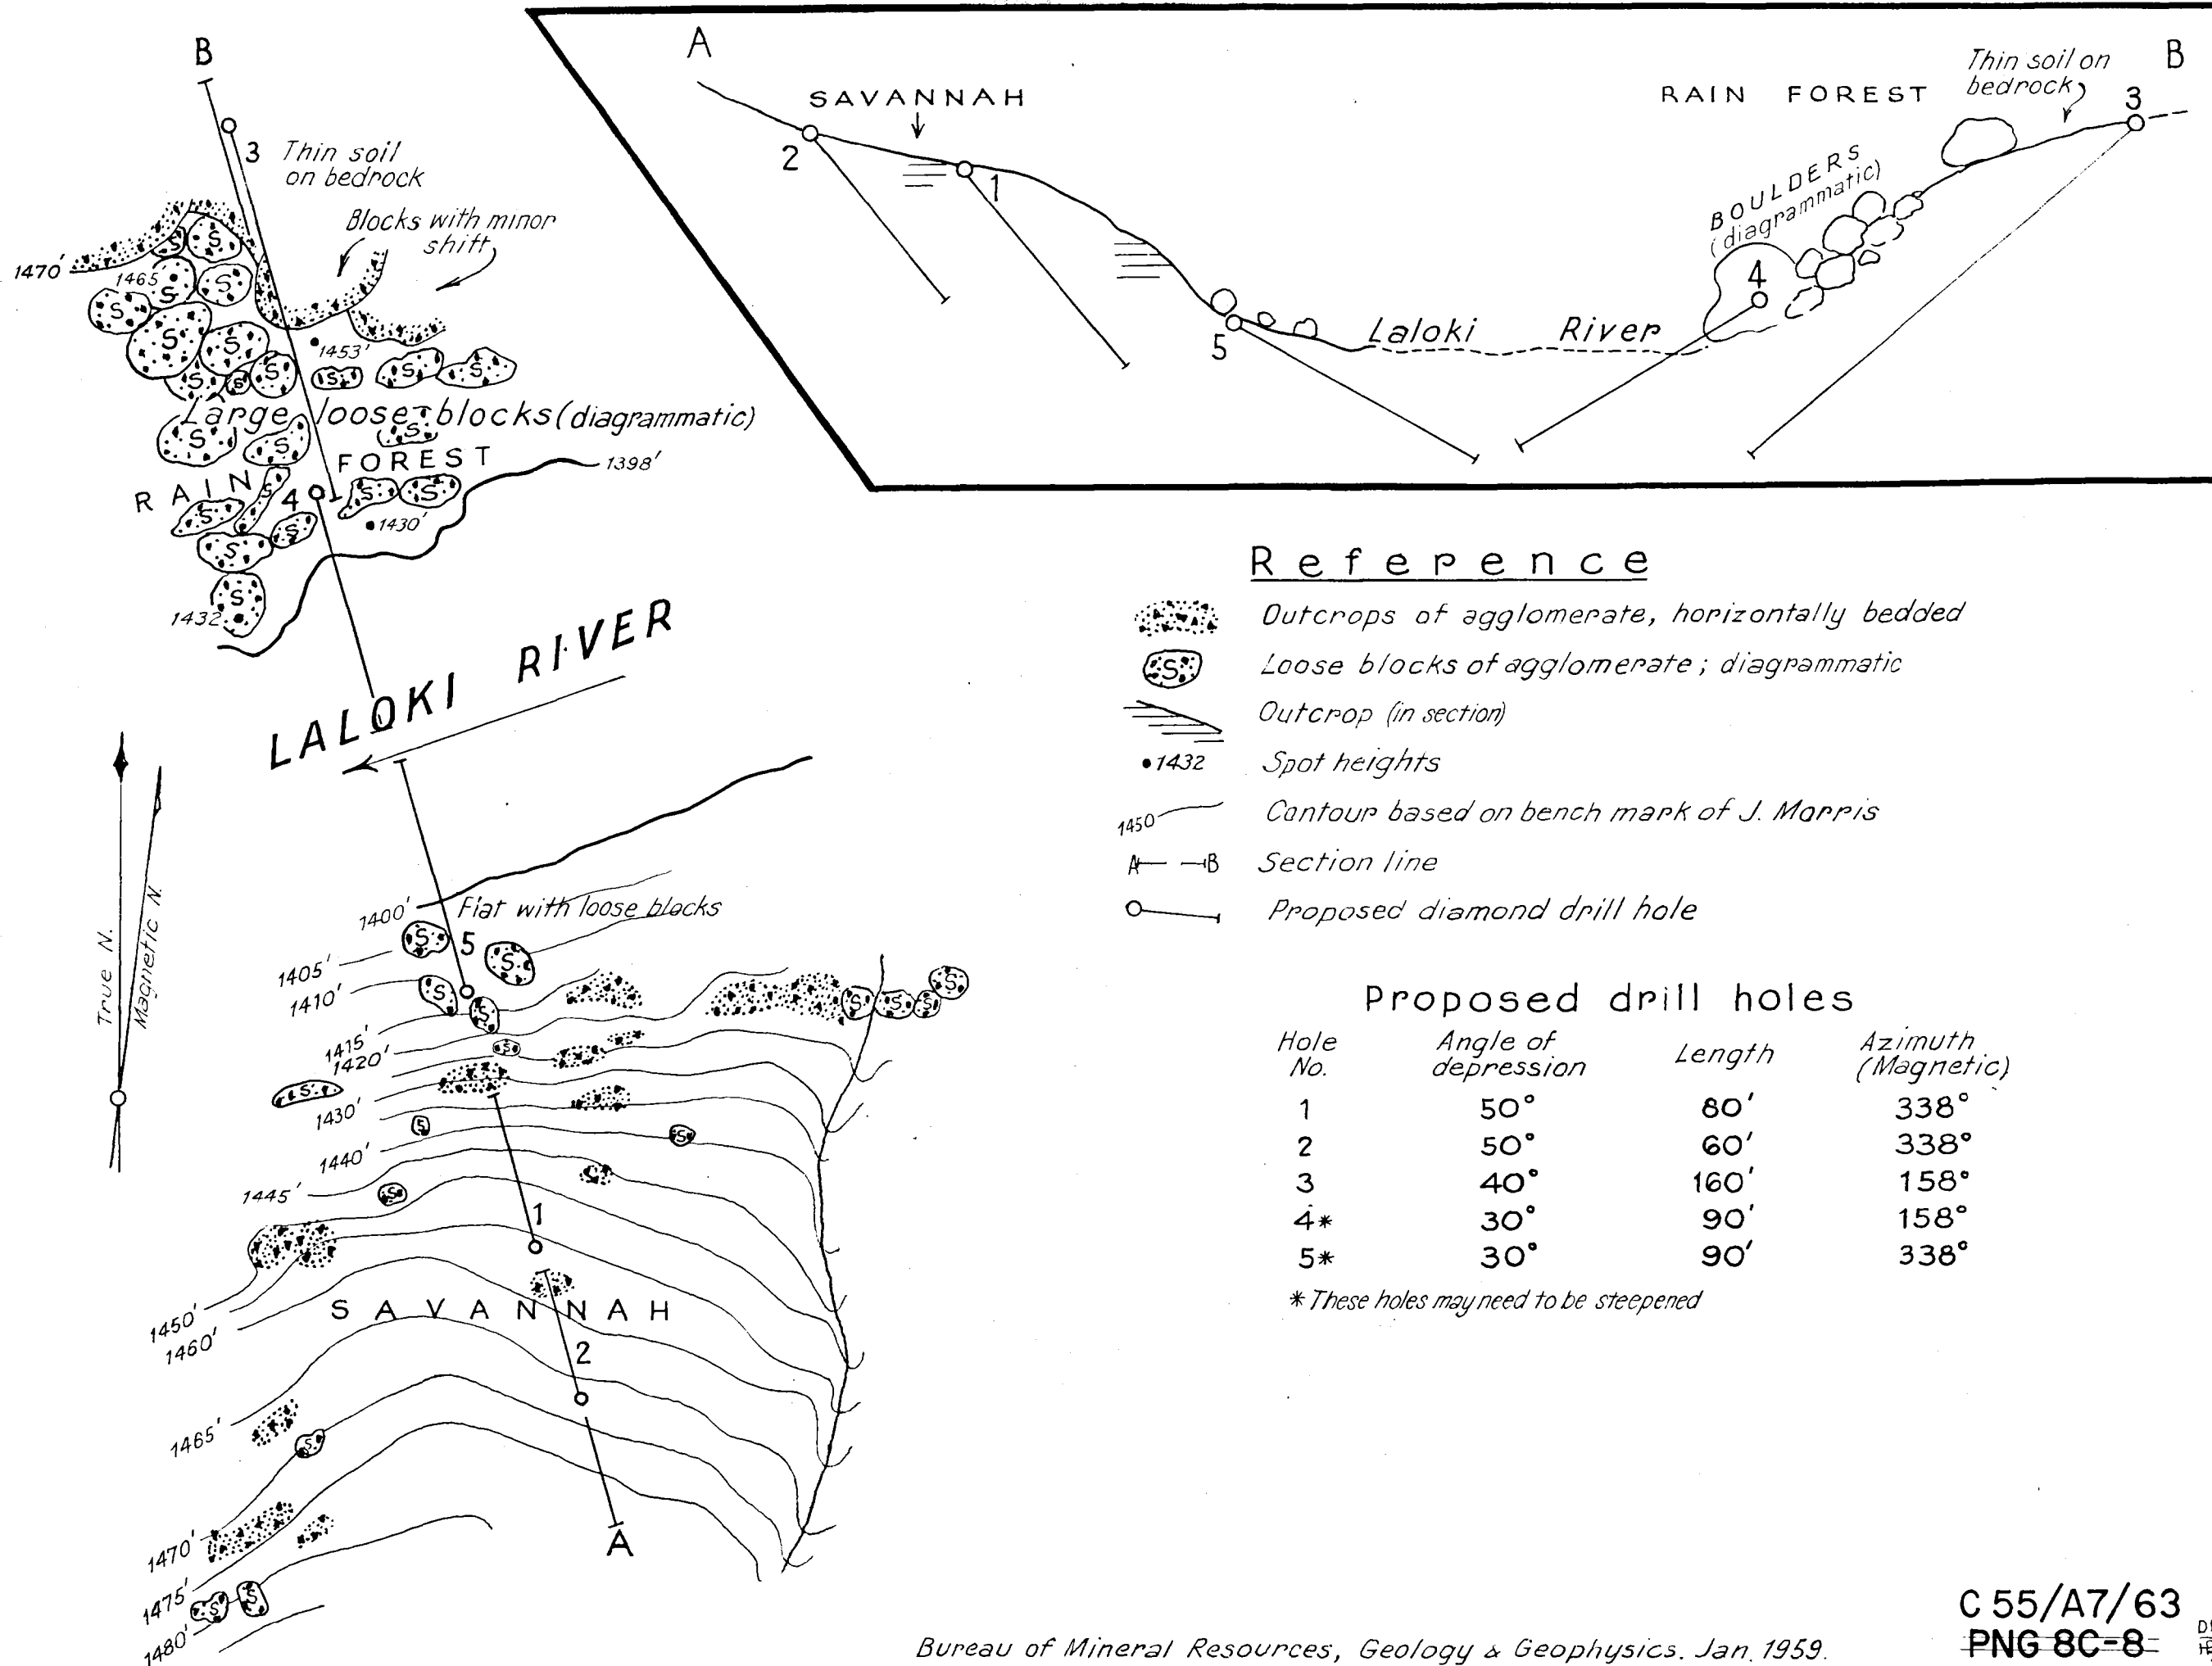 B
3
Thin soil
on bedrock
Blocks with minor
shift
1470'
1465
S
S
S
S
S
S
S
S
S
S
1453'
S
S
S
Large loose blocks (diagrammatic)
S
S
S
RAIN FOREST
1398'
4
S
S
S
S
S
S
1430'
S
1432
LALOKI RIVER
True N.
Magnetic N.
1400'
Flat with loose blocks
S
5
S
1405'
1410'
S
S
S
S
S
S
1415'
1420'
S
S
1430'
S
S
1440'
1445'
S
1
1450'
1460'
SAVANNAH
2
1465'
S
A
1470'
1475'
S
S
1480'
A
B
SAVANNAH
RAIN FOREST
Thin soil on
bedrock
3
2
1
BOULDERS
(diagrammatic)
4
5
Laloki River
Reference
Outcrops of agglomerate, horizontally bedded
S Loose blocks of agglomerate; diagrammatic
Outcrop (in section)
•1432 Spot heights
1450 Contour based on bench mark of J. Morris
A B Section line
Proposed diamond drill hole
Proposed drill holes
Hole No. Angle of depression Length Azimuth (Magnetic)
1 50° 80' 338°
2 50° 60' 338°
3 40° 160' 158°
4* 30° 90' 158°
5* 30° 90' 338°
* These holes may need to be steepened
Bureau of Mineral Resources, Geology & Geophysics. Jan. 1959.
C 55/A7/63
PNG 8C-8